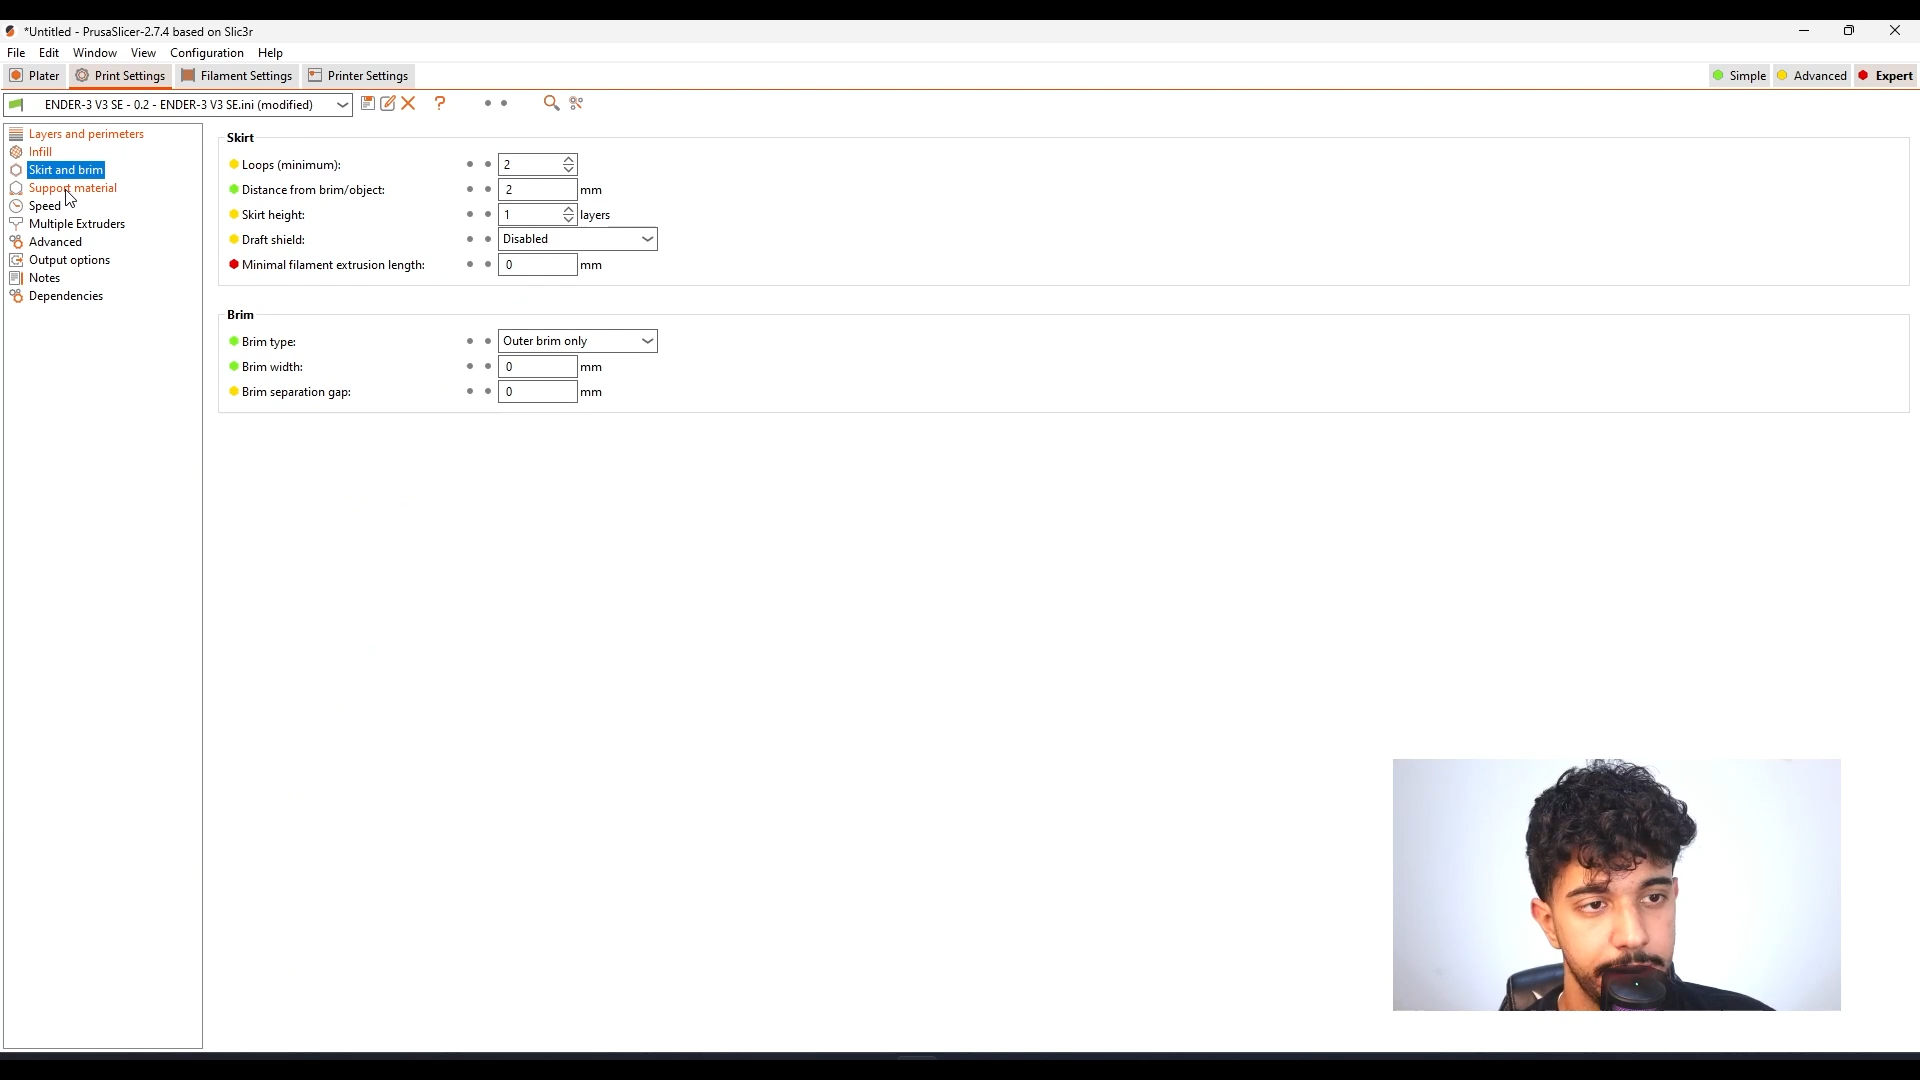 *Untitled - PrusaSlicer-2.7.4 based on Slic3r
File Edit Window View Configuration Help
Plater Print Settings Filament Settings Printer Settings Simple Advanced Expert
ENDER-3 V3 SE - 0.2 - ENDER-3 V3 SE.ini (modified) ?
Layers and perimeters
Infill
Skirt and brim
Support material
Speed
Multiple Extruders
Advanced
Output options
Notes
Dependencies
Skirt
Loops (minimum): 2
Distance from brim/object: 2 mm
Skirt height: 1 layers
Draft shield: Disabled
Minimal filament extrusion length: 0 mm
Brim
Brim type: Outer brim only
Brim width: 0 mm
Brim separation gap: 0 mm